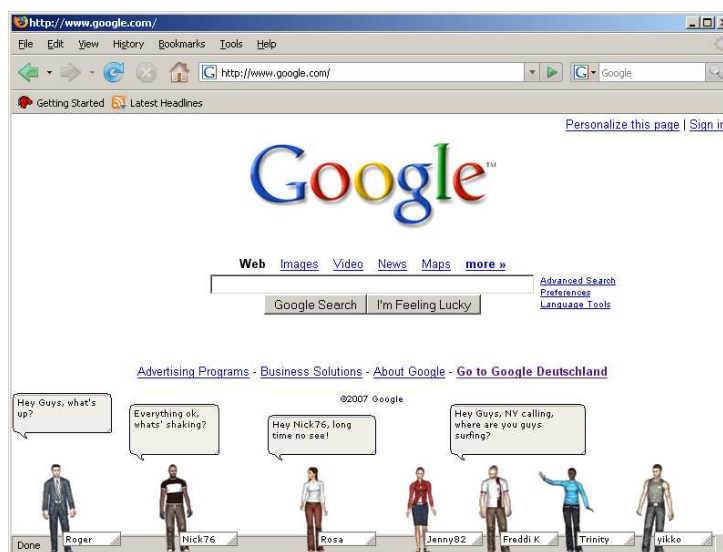 http://www.google.com/
File Edit View History Bookmarks Tools Help
G http://www.google.com/ G Google
Getting Started Latest Headlines
Personalize this page | Sign in
Google™
Web Images Video News Maps more »
Advanced Search
Preferences
Language Tools
Google Search I'm Feeling Lucky
Advertising Programs - Business Solutions - About Google - Go to Google Deutschland
©2007 Google
Hey Guys, what's
up?
Everything ok,
whats' shaking?
Hey Nick76, long
time no see!
Hey Guys, NY calling,
where are you guys
surfing?
Done Roger Nick76 Rosa Jenny82 Freddi K Trinity yikko